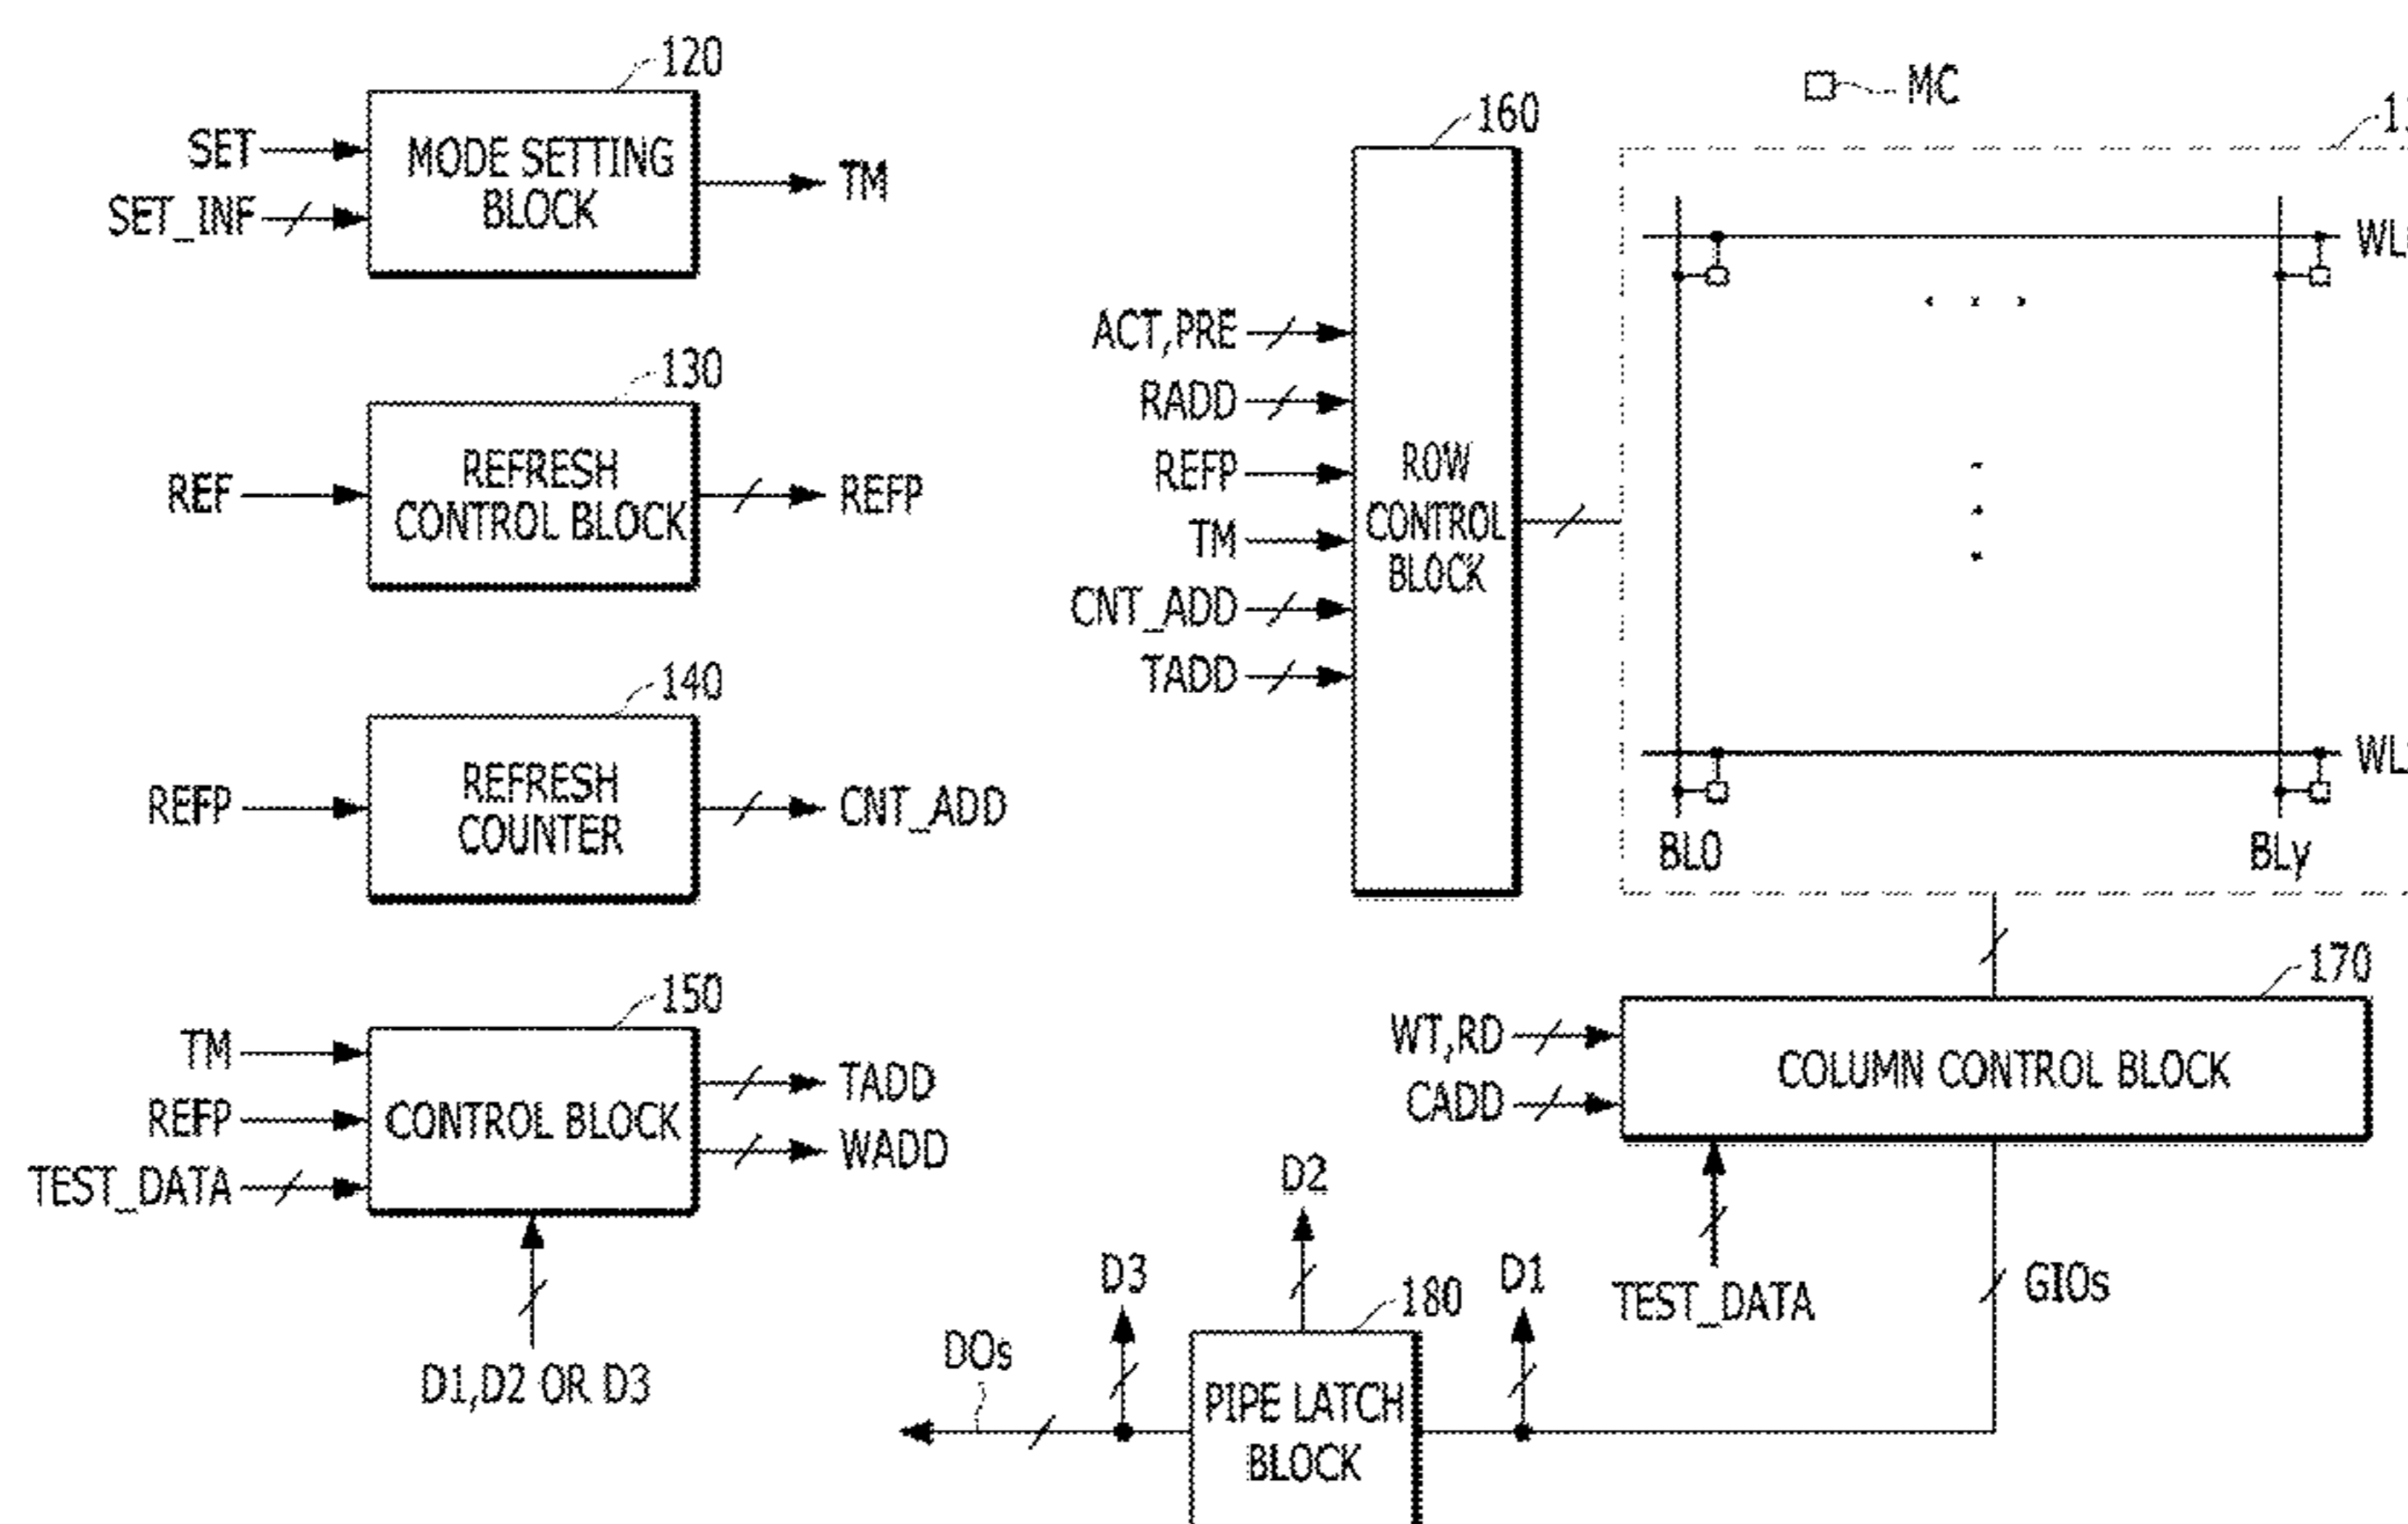 120
SET
SET_INF
MODE SETTING
BLOCK
TM
130
REF
REFRESH
CONTROL BLOCK
REFP
140
REFP
REFRESH
COUNTER
CNT_ADD
150
TM
REFP
TEST_DATA
CONTROL BLOCK
TADD
WADD
D1,D2 OR D3
160
ACT,PRE
RADD
REFP
TM
CNT_ADD
TADD
ROW
CONTROL
BLOCK
MC
WL
WL
BL0
BLy
170
WT,RD
CADD
COLUMN CONTROL BLOCK
TEST_DATA
GIOs
D2
D3
D1
180
DOs
PIPE LATCH
BLOCK